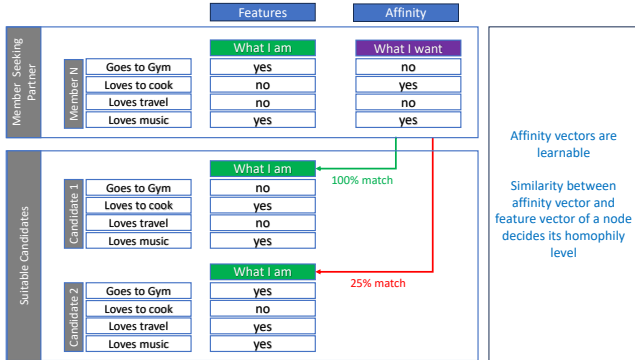 Features Affinity
Member Seeking
Partner
Member N
What I am What I want
Goes to Gym yes no
Loves to cook no yes
Loves travel no no
Loves music yes yes
Suitable Candidates
Candidate 1
What I am
100% match
Goes to Gym no
Loves to cook yes
Loves travel no
Loves music yes
Candidate 2
What I am
25% match
Goes to Gym yes
Loves to cook no
Loves travel yes
Loves music yes
Affinity vectors are
learnable
Similarity between
affinity vector and
feature vector of a node
decides its homophily
level